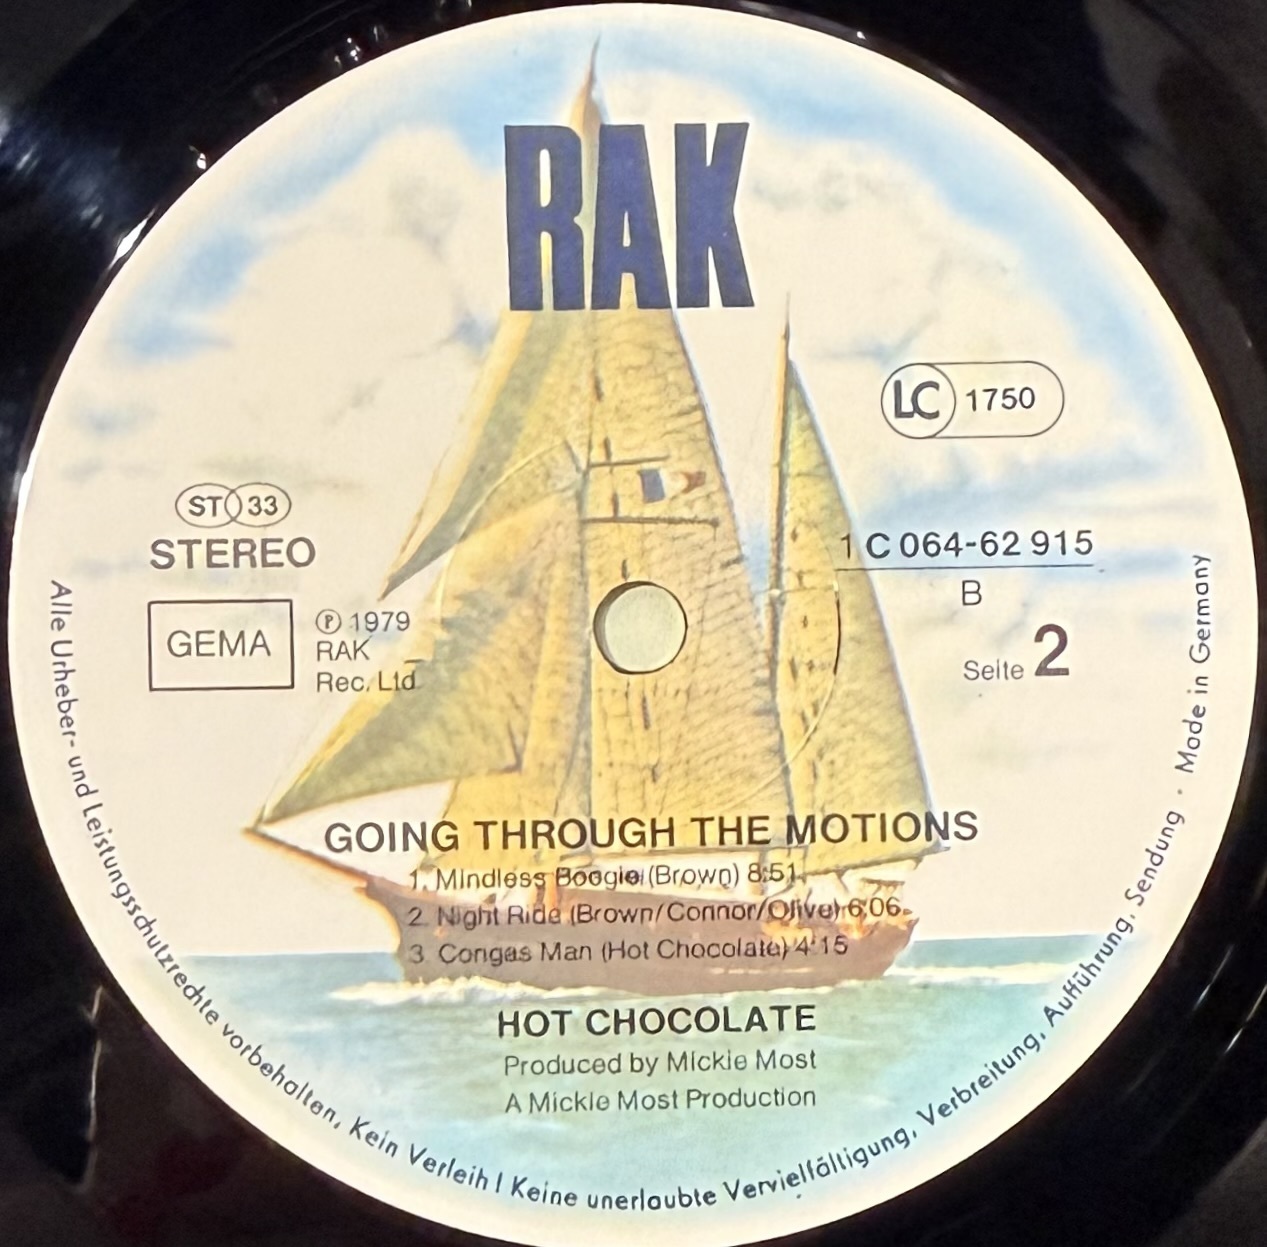 RAK
LC 1750
ST 33
STEREO
GEMA
℗ 1979
RAK
Rec. Ltd
1 C 064-62 915
B
Seite 2
GOING THROUGH THE MOTIONS
1. Mindless Boogie (Brown) 8:51
2. Night Ride (Brown/Connor/Olive) 6:06
3. Congas Man (Hot Chocolate) 4:15
HOT CHOCOLATE
Produced by Mickie Most
A Mickie Most Production
Alle Urheber- und Leistungsschutzrechte vorbehalten, Kein Verleih! Keine unerlaubte Vervielfältigung, Verbreitung, Aufführung, Sendung · Made in Germany